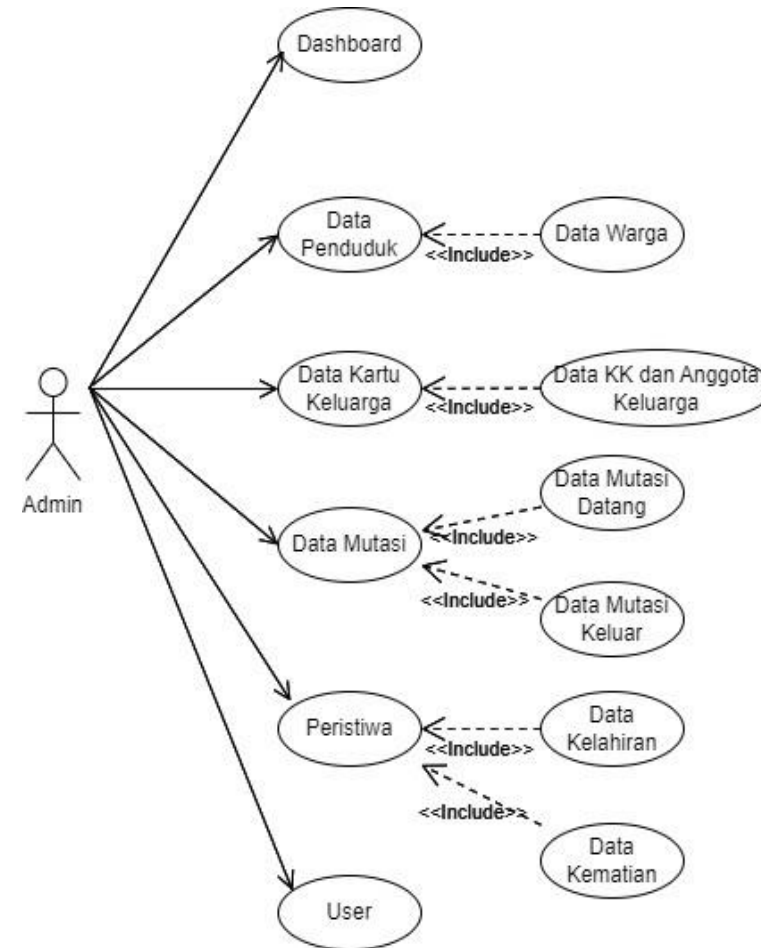 Dashboard
Data
Penduduk
<<Include>>
Data Warga
Data Kartu
Keluarga
<<Include>>
Data KK dan Anggota
Keluarga
Admin
Data Mutasi
<<Include>>
Data Mutasi
Datang
<<Include>>
Data Mutasi
Keluar
Peristiwa
<<Include>>
Data
Kelahiran
<<Include>>
Data
Kematian
User